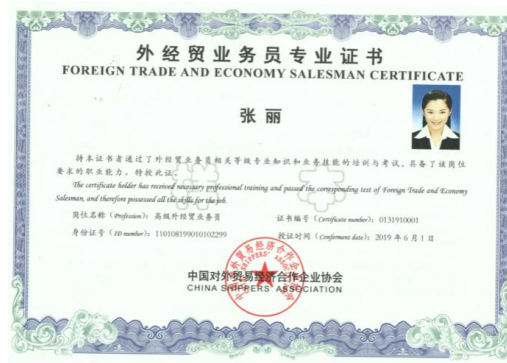 外经贸业务员专业证书
FOREIGN TRADE AND ECONOMY SALESMAN CERTIFICATE
张丽
持本证书者通过了外经贸业务员相关等级专业知识和业务技能的培训与考试，具备了该岗位
要求的职业能力。特授此证。
The certificate holder has received necessary professional training and passed the corresponding test of Foreign Trade and Economy
Salesman, and therefore possessed all the skills for the job.
样本
岗位名称（Profession）：高级外经贸业务员
证书编号（Certificate number）：0131910001
身份证号（ID number）：110108199010102299
授证时间（Conferment date）：2019 年 6 月 1 日
中国对外贸易经济合作企业协会
CHINA SHIPPERS' ASSOCIATION